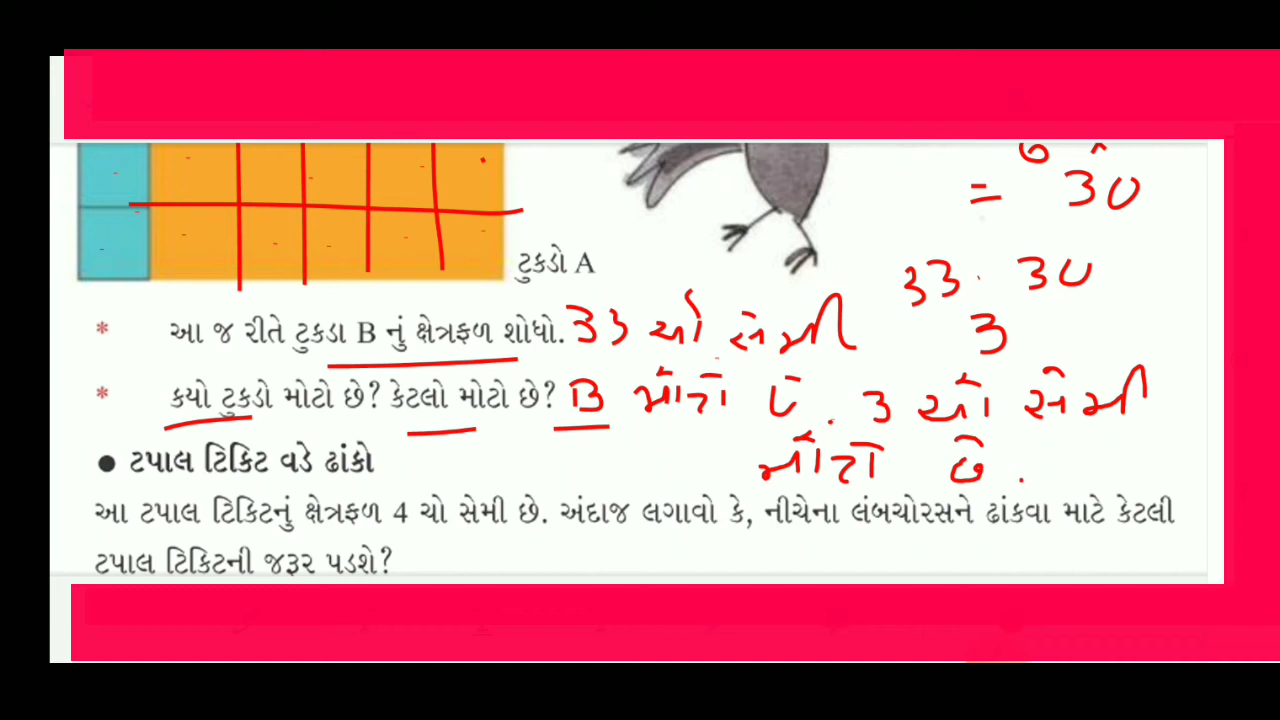 = 30
ટુકડો A
33. 30
3
* આ જ રીતે ટુકડા B નું ક્ષેત્રફળ શોધો. 33 ચો સેમી
* કયો ટુકડો મોટો છે? કેટલો મોટો છે? B મોટો છે. 3 ચો સેમી
મોટો છે.
● ટપાલ ટિકિટ વડે ઢાંકો
આ ટપાલ ટિકિટનું ક્ષેત્રફળ 4 ચો સેમી છે. અંદાજ લગાવો કે, નીચેના લંબચોરસને ઢાંકવા માટે કેટલી
ટપાલ ટિકિટની જરૂર પડશે?